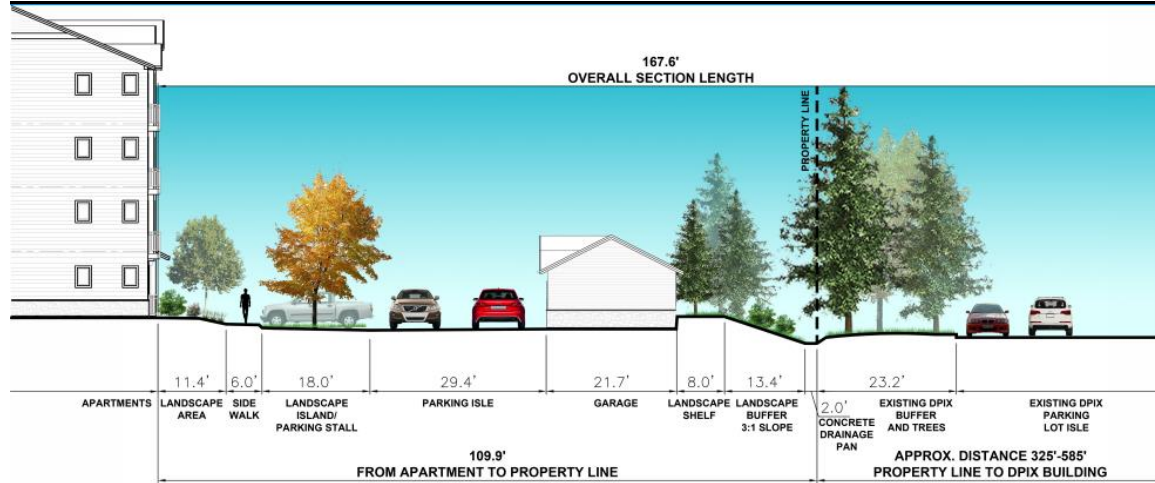 167.6'
OVERALL SECTION LENGTH
PROPERTY LINE
11.4'
6.0'
18.0'
29.4'
21.7'
8.0'
13.4'
2.0'
23.2'
APARTMENTS
LANDSCAPE
AREA
SIDE
WALK
LANDSCAPE
ISLAND/
PARKING STALL
PARKING ISLE
GARAGE
LANDSCAPE
SHELF
LANDSCAPE
BUFFER
3:1 SLOPE
CONCRETE
DRAINAGE
PAN
EXISTING DPIX
BUFFER
AND TREES
EXISTING DPIX
PARKING
LOT ISLE
109.9'
FROM APARTMENT TO PROPERTY LINE
APPROX. DISTANCE 325'-585'
PROPERTY LINE TO DPIX BUILDING